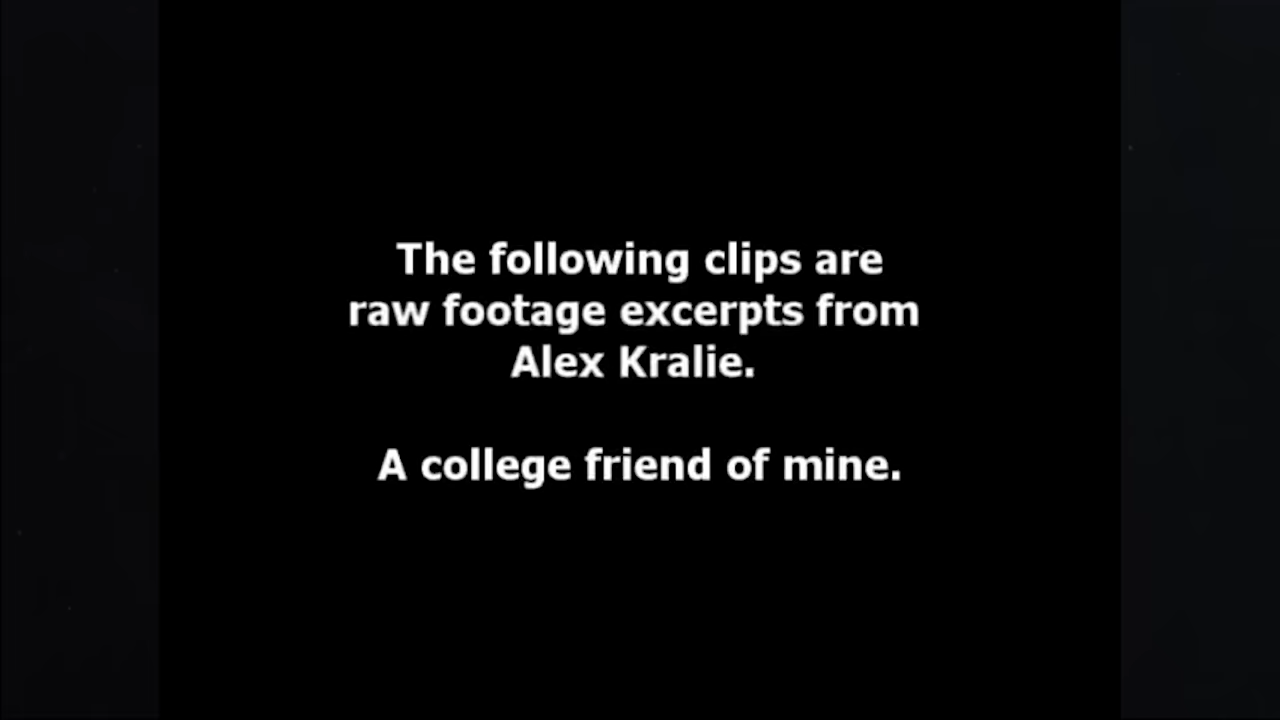 The following clips are
raw footage excerpts from
Alex Kralie.
A college friend of mine.